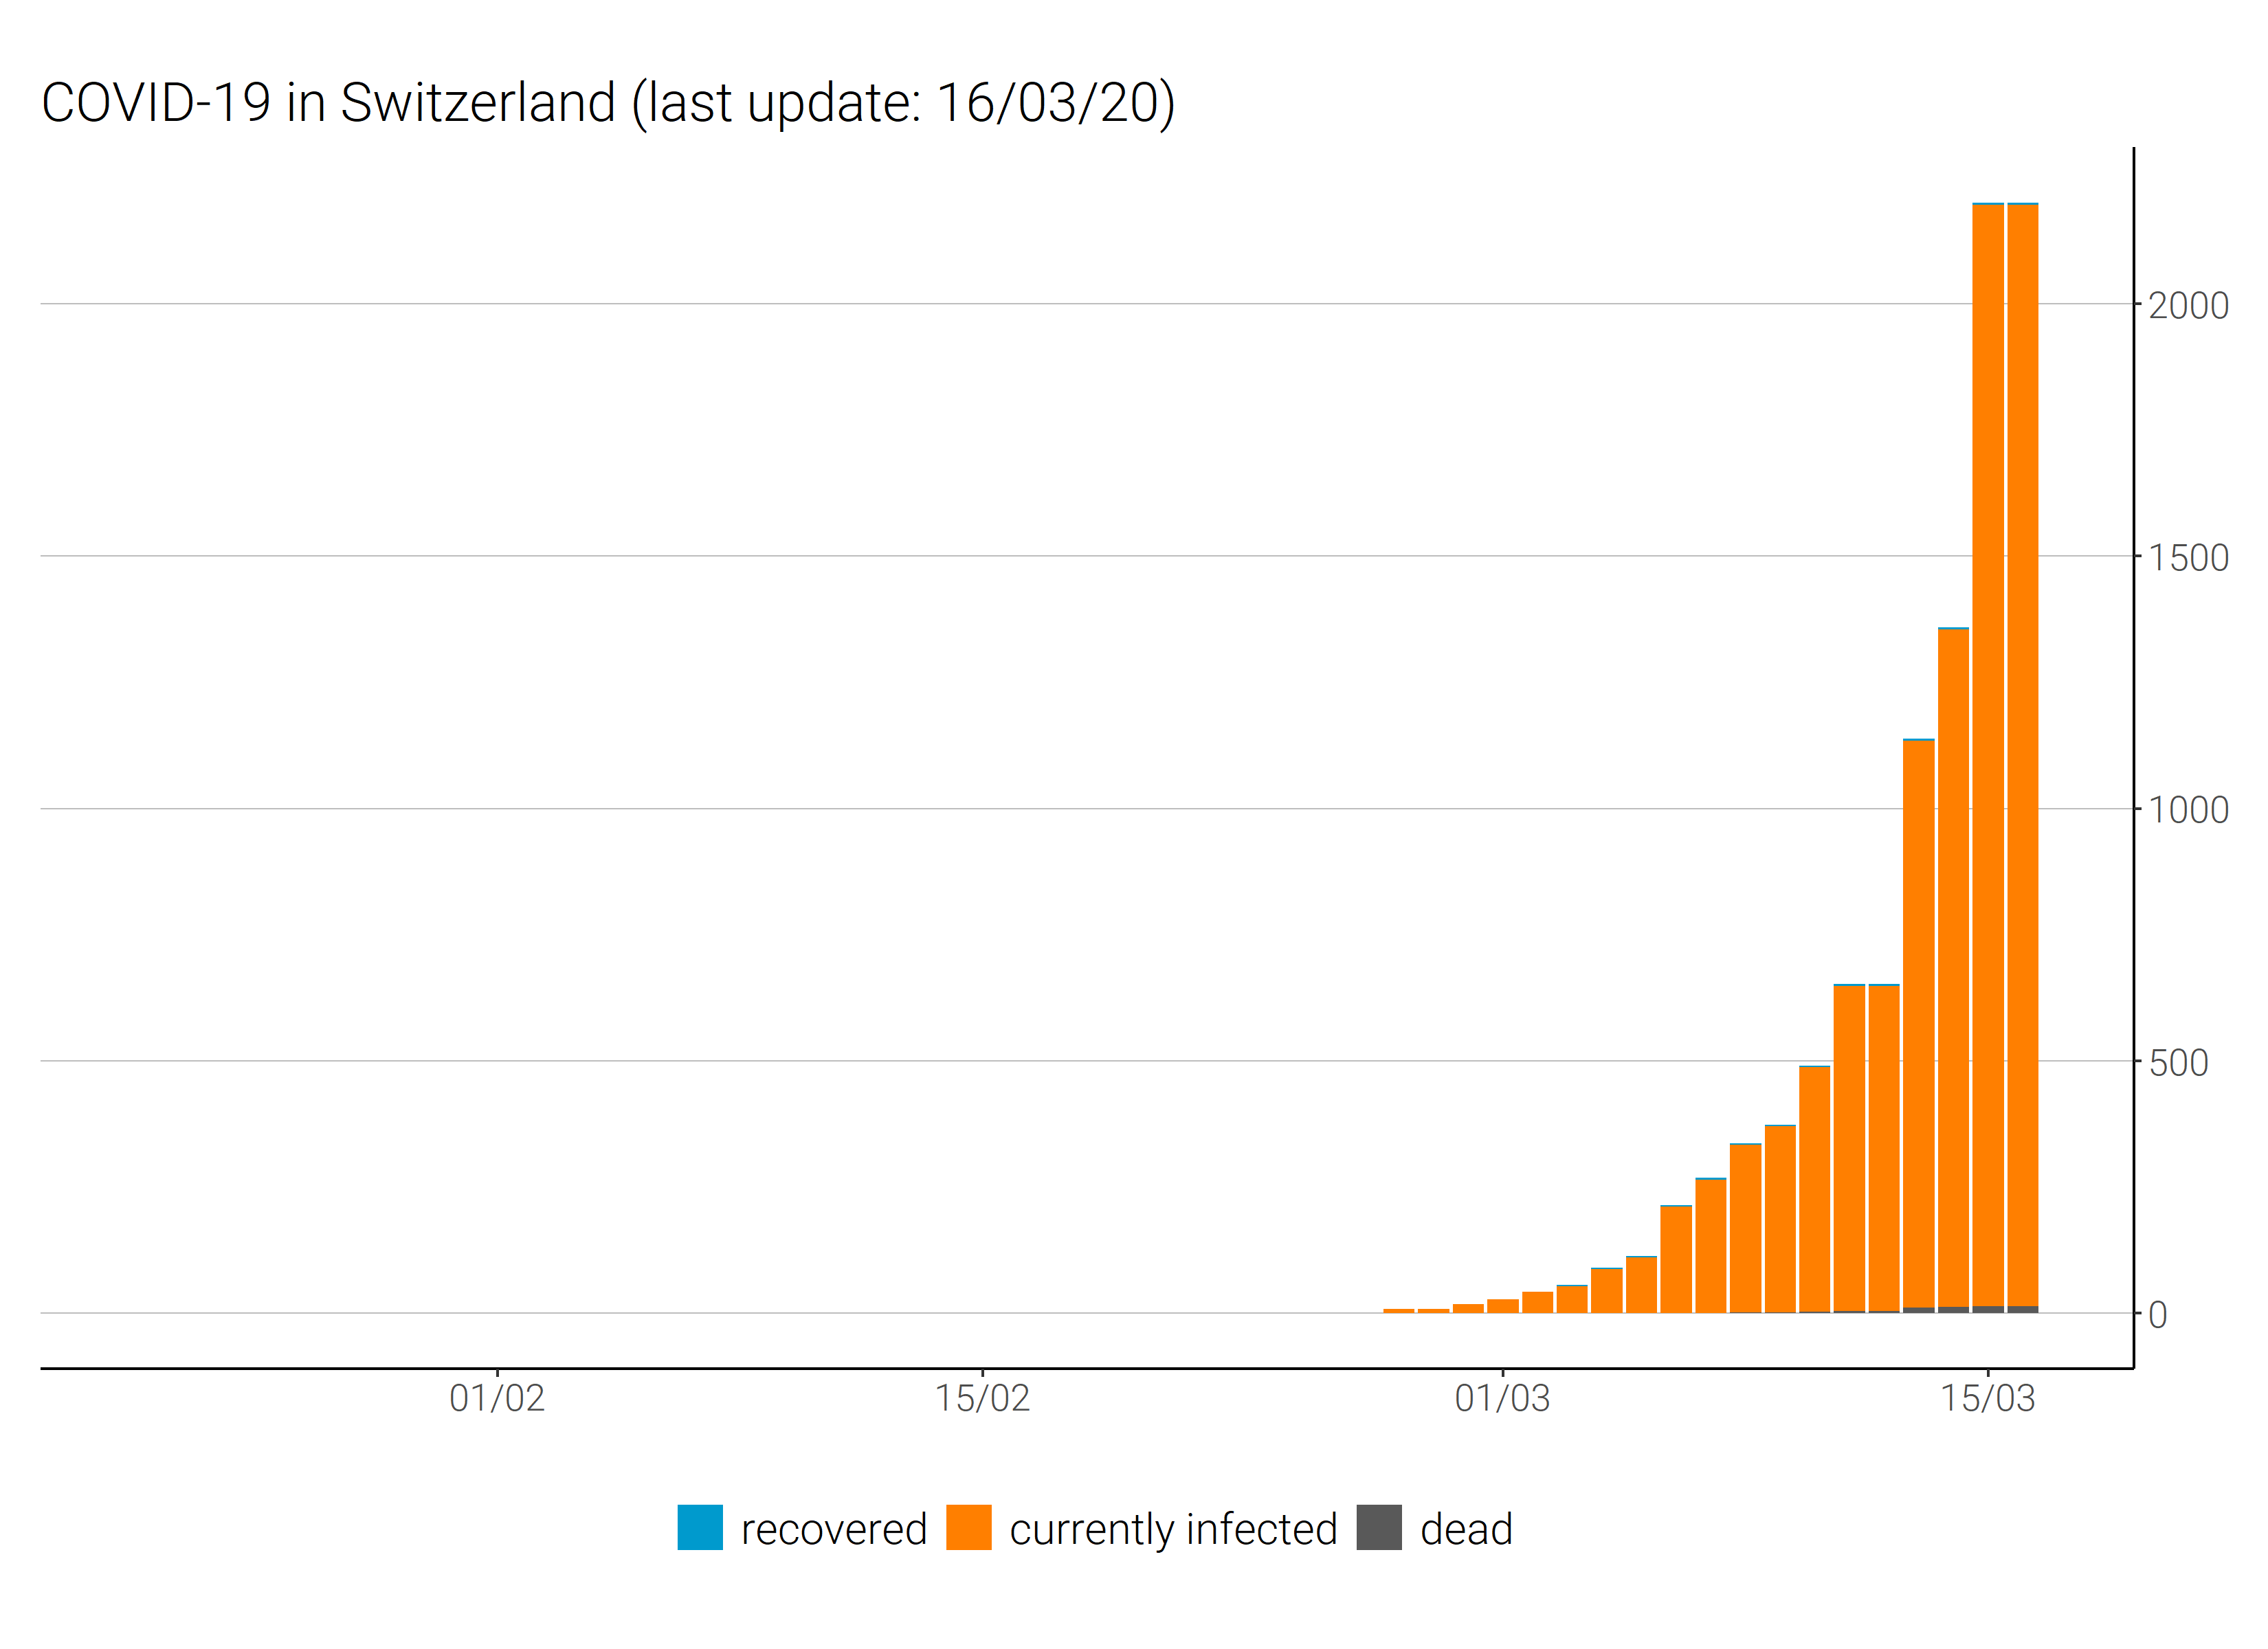 COVID-19 in Switzerland (last update: 16/03/20)
2000
1500
1000
500
0
01/02 15/02 01/03 15/03
recovered currently infected dead